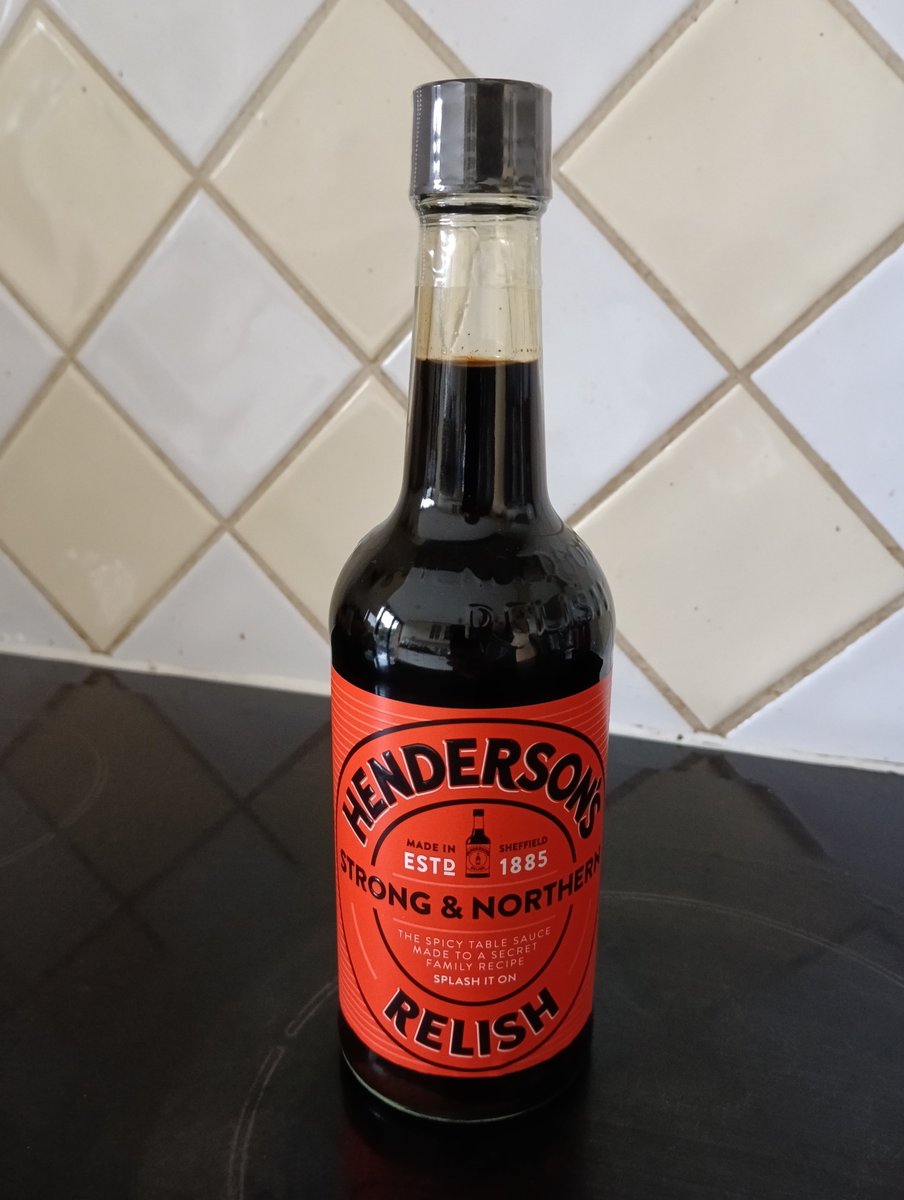 RELISH
HENDERSON'S
MADE IN SHEFFIELD
ESTD 1885
STRONG & NORTHERN
THE SPICY TABLE SAUCE
MADE TO A SECRET
FAMILY RECIPE
SPLASH IT ON
RELISH